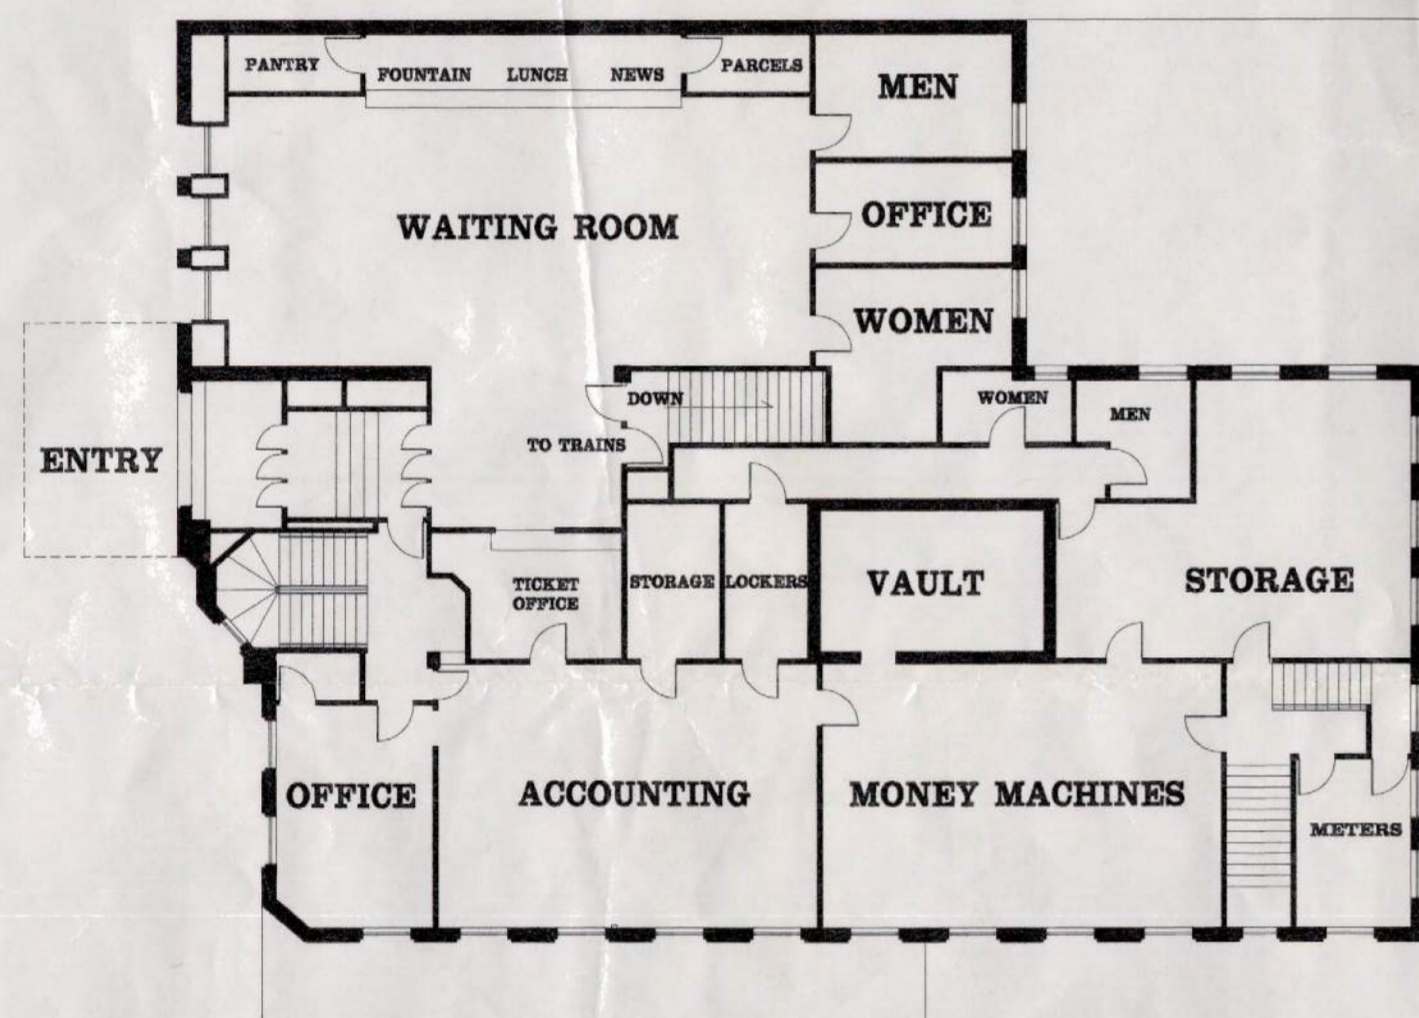 PANTRY
FOUNTAIN LUNCH NEWS
PARCELS
MEN
WAITING ROOM
OFFICE
WOMEN
DOWN
WOMEN
MEN
ENTRY
TO TRAINS
TICKET
OFFICE
STORAGE
LOCKERS
VAULT
STORAGE
OFFICE
ACCOUNTING
MONEY MACHINES
METERS